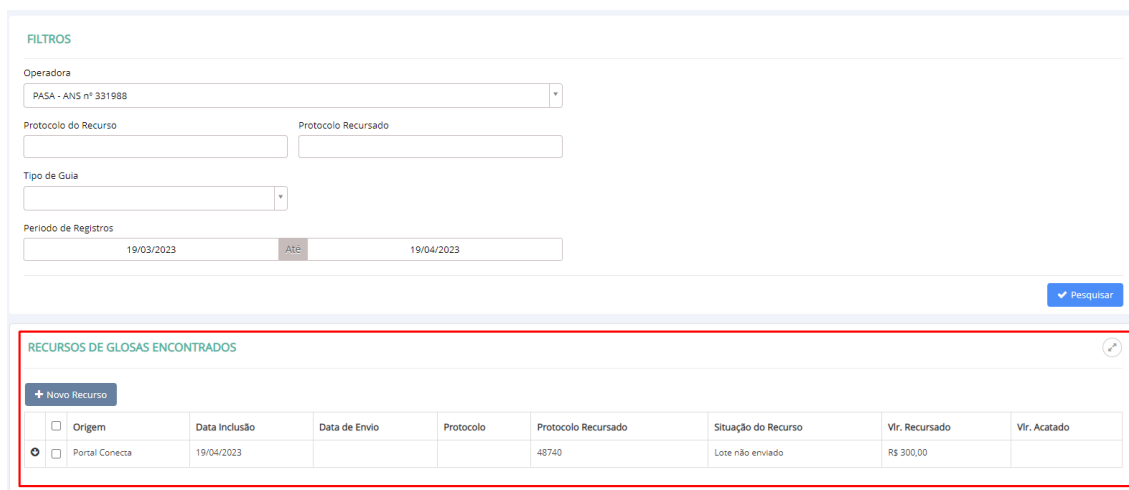 FILTROS
Operadora
PASA - ANS nº 331988
Protocolo do Recurso Protocolo Recursado
Tipo de Guia
Periodo de Registros
19/03/2023 Até 19/04/2023
Pesquisar
RECURSOS DE GLOSAS ENCONTRADOS
+ Novo Recurso
Origem Data Inclusão Data de Envio Protocolo Protocolo Recursado Situação do Recurso Vlr. Recursado Vlr. Acatado
Portal Conecta 19/04/2023 48740 Lote não enviado R$ 300,00